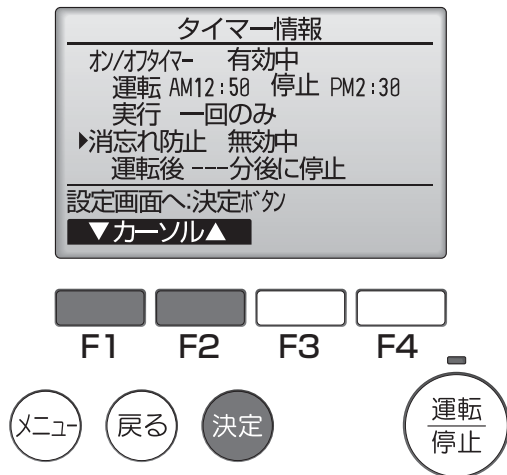 タイマー情報
オン/オフタイマー 有効中
運転 AM12:50 停止 PM2:30
実行 一回のみ
▶消忘れ防止 無効中
運転後 ---分後に停止
設定画面へ:決定ボタン
▼カーソル▲
F1 F2 F3 F4
メニュー 戻る 決定 運転
停止